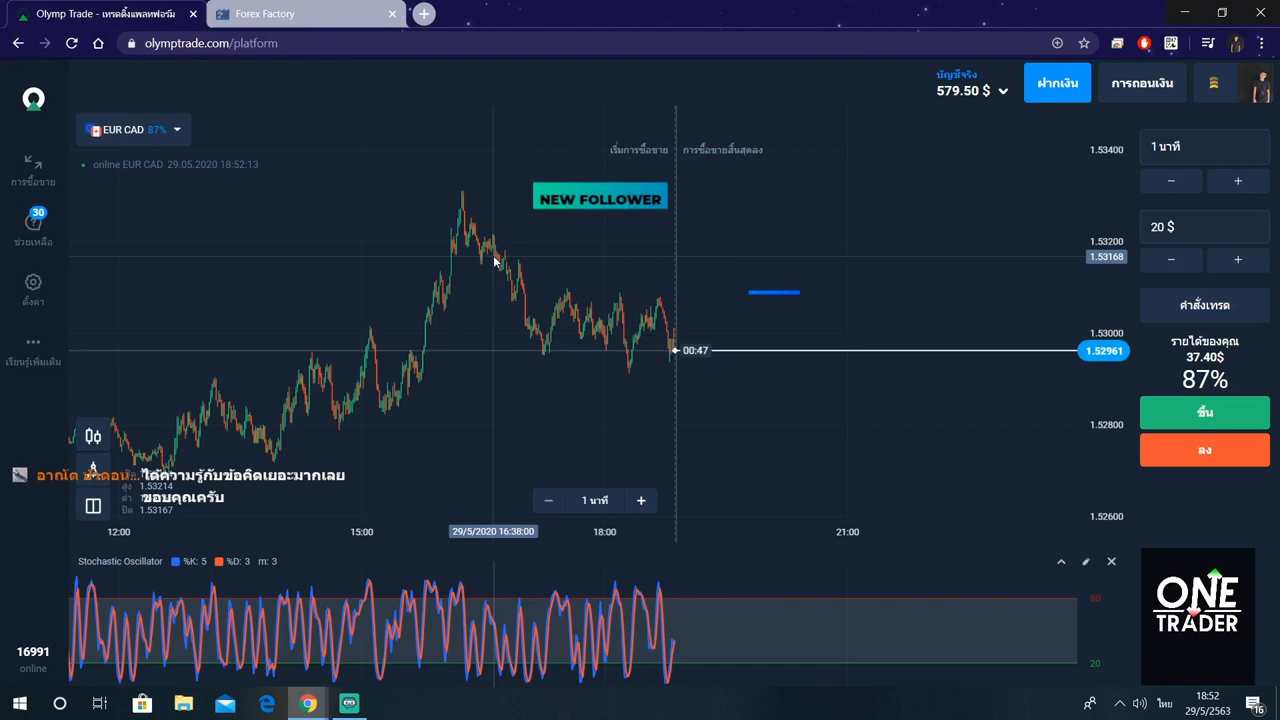 Olymp Trade - เทรดดิ้งแพลทฟอร์ม
Forex Factory
olymptrade.com/platform
บัญชีจริง
579.50 $
ฝากเงิน
การถอนเงิน
EUR CAD 87%
online EUR CAD 29.05.2020 18:52:13
เริ่มการซื้อขาย
การซื้อขายสิ้นสุดลง
NEW FOLLOWER
การซื้อขาย
30
ช่วยเหลือ
ตั้งค่า
เรียนรู้เพิ่มเติม
1.53400
1.53200
1.53168
1.53000
1.52961
1.52800
1.52600
00:47
1 นาที
20 $
คำสั่งเทรด
รายได้ของคุณ
37.40$
87%
ขึ้น
ลง
ได้ความรู้กับข้อคิดเยอะมากเลย
ขอบคุณครับ
สูง 1.53214
ต่ำ
ปิด 1.53167
1 นาที
12:00
15:00
29/5/2020 16:38:00
18:00
21:00
Stochastic Oscillator %K: 5 %D: 3 m: 3
80
20
ONE
TRADER
16991
online
ไทย
18:52
29/5/2563
16